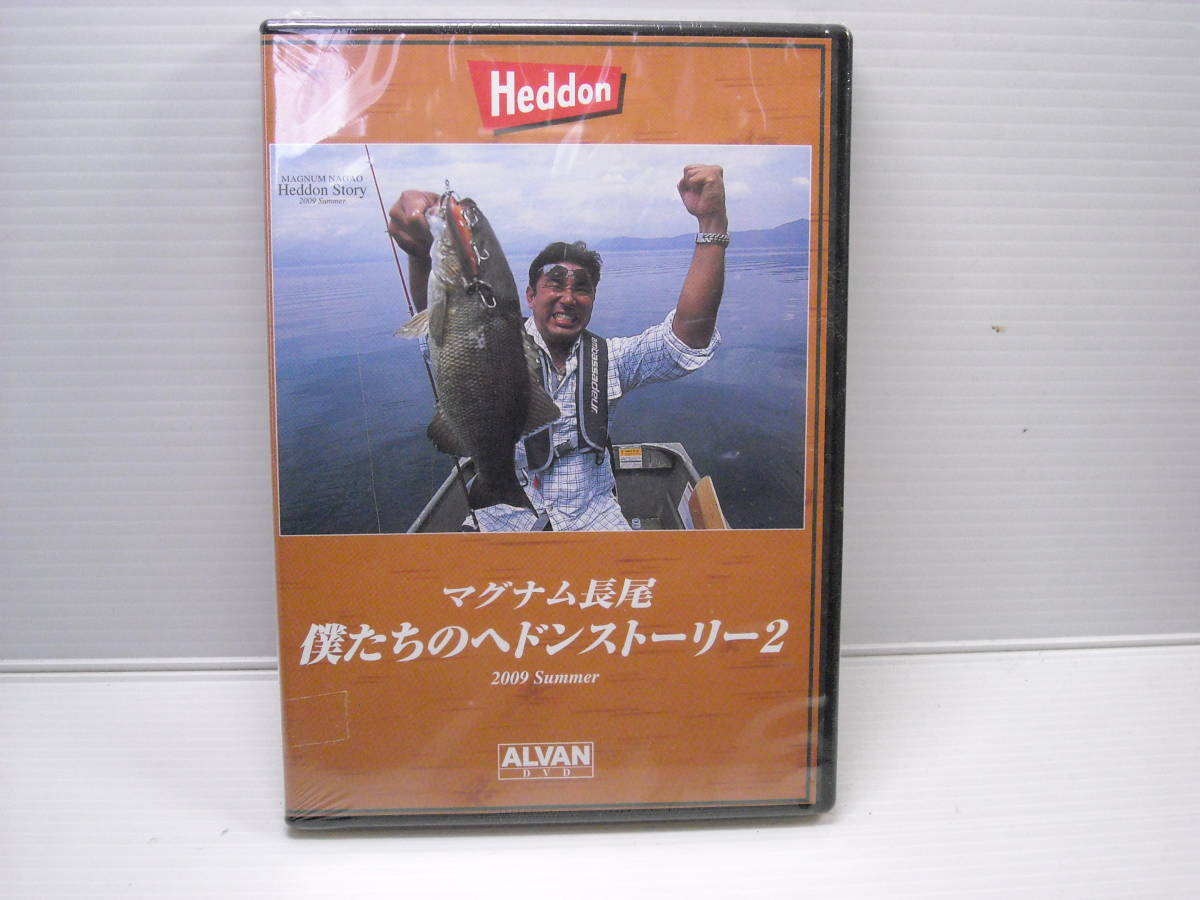 Heddon
MAGNUM NAGAO
Heddon Story
2009 Summer
ambassadeur
マグナム長尾
僕たちのヘドンストーリー2
2009 Summer
ALVAN
DVD